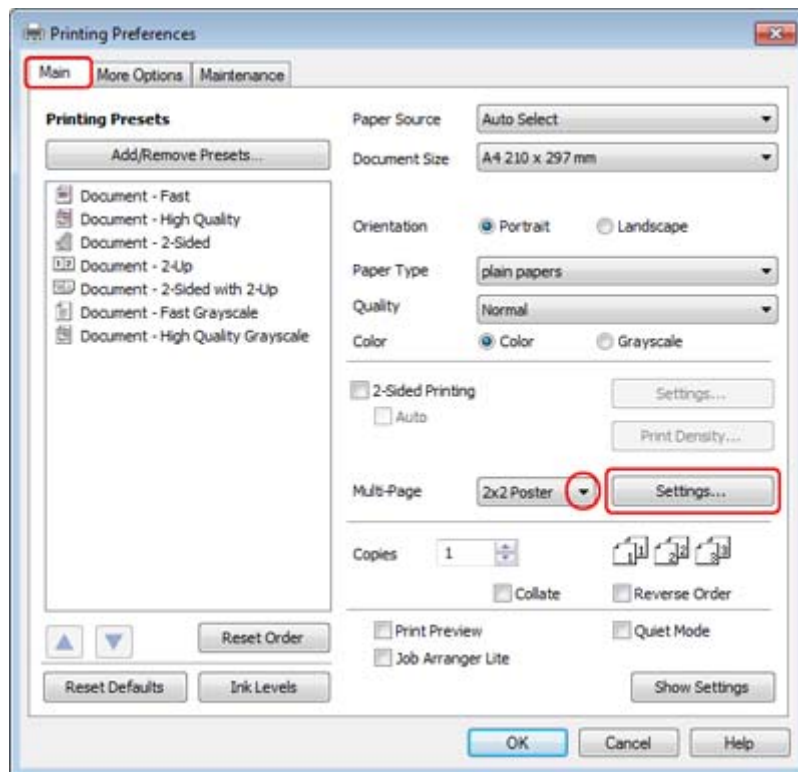 Printing Preferences
Main More Options Maintenance
Printing Presets
Add/Remove Presets...
Document - Fast
Document - High Quality
Document - 2-Sided
Document - 2-Up
Document - 2-Sided with 2-Up
Document - Fast Grayscale
Document - High Quality Grayscale
Reset Order
Reset Defaults Ink Levels
Paper Source Auto Select
Document Size A4 210 x 297 mm
Orientation Portrait Landscape
Paper Type plain papers
Quality Normal
Color Color Grayscale
2-Sided Printing Settings...
Auto
Print Density...
Multi-Page 2x2 Poster Settings...
Copies 1
Collate Reverse Order
Print Preview Quiet Mode
Job Arranger Lite
Show Settings
OK Cancel Help